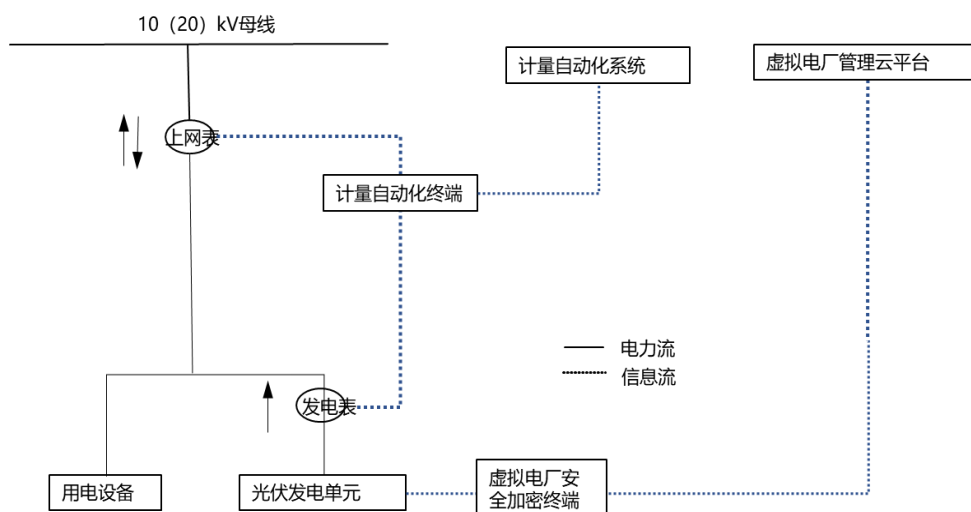 10（20）kV母线
计量自动化系统
虚拟电厂管理云平台
上网表
计量自动化终端
电力流
信息流
发电表
用电设备
光伏发电单元
虚拟电厂安
全加密终端